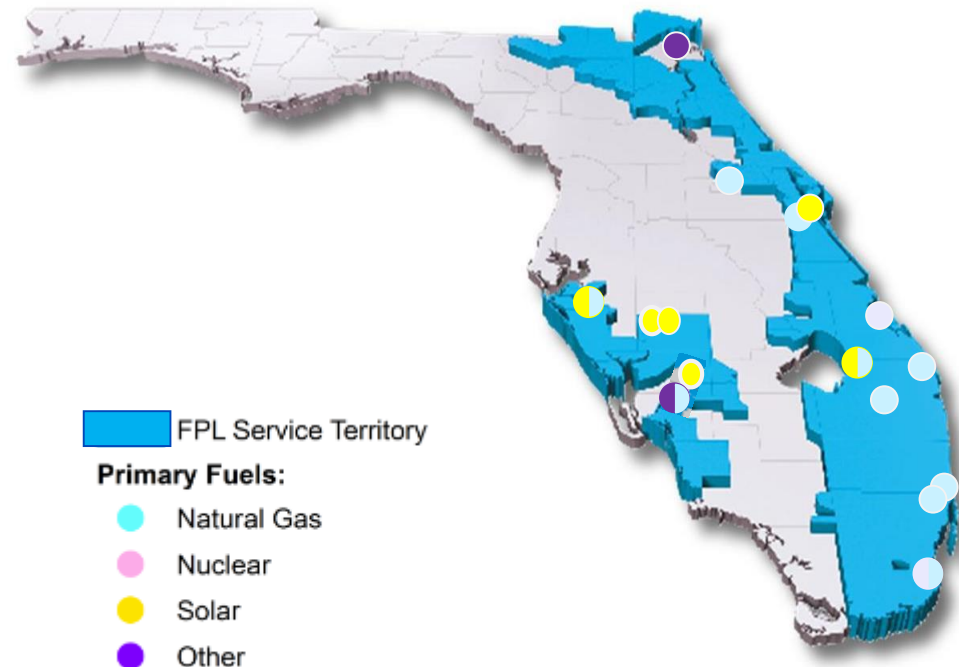 FPL Service Territory
Primary Fuels:
Natural Gas
Nuclear
Solar
Other